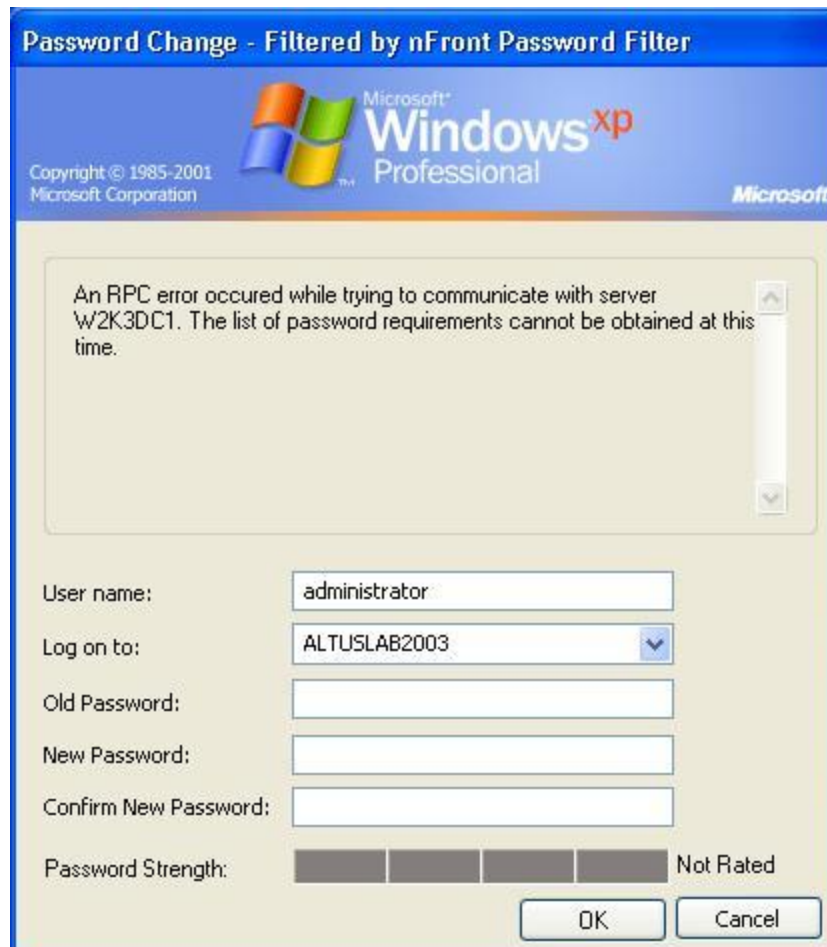 Password Change - Filtered by nFront Password Filter
Microsoft®
Windows xp
Professional
TM
Copyright © 1985-2001
Microsoft Corporation
Microsoft
An RPC error occured while trying to communicate with server
W2K3DC1. The list of password requirements cannot be obtained at this
time.
User name:
administrator
Log on to:
ALTUSLAB2003
Old Password:
New Password:
Confirm New Password:
Password Strength:
Not Rated
OK
Cancel